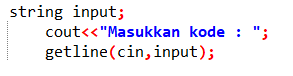 string input;
cout<<"Masukkan kode : ";
getline(cin,input);